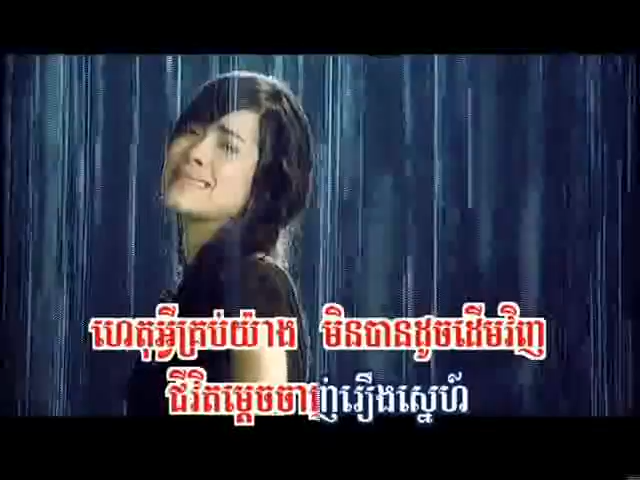 ហេតុអ្វីគ្រប់យ៉ាង មិនបានដូចដើមវិញ
ជីវិតម្ដេចចាញ់រឿងស្នេហ៍